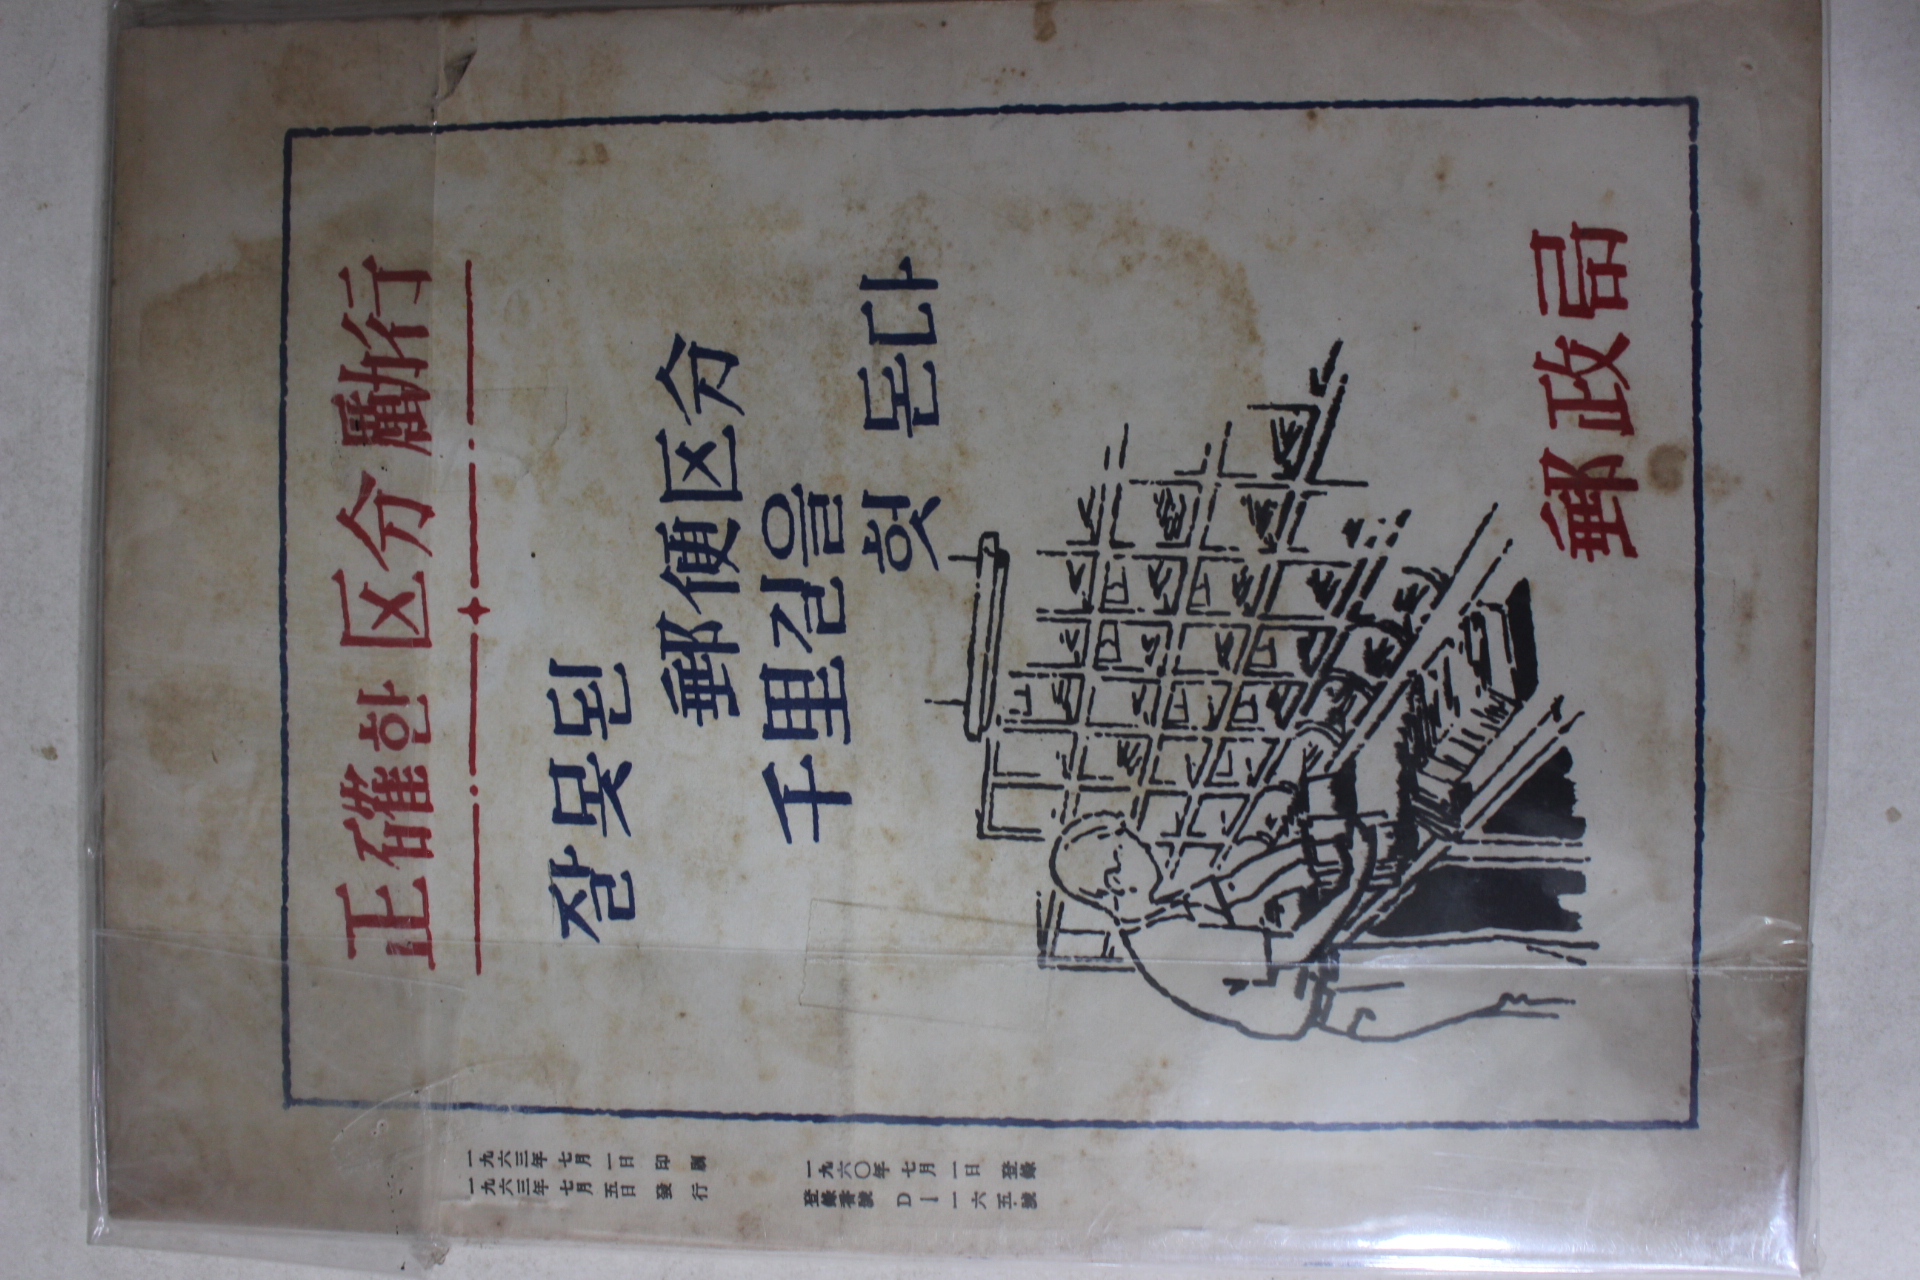 正確한 区分 勵行
잘못된
郵便区分
千里길을
헛 돈다
郵政局
一九六三年 七月 一日 印 刷
一九六三年 七月 五日 發 行
一九六〇年 七月 一日 登錄
登錄番號 D―一六五號